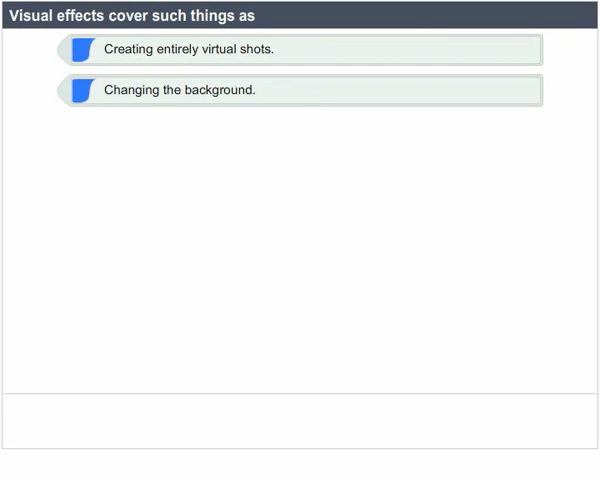 Visual effects cover such things as
Creating entirely virtual shots.
Changing the background.